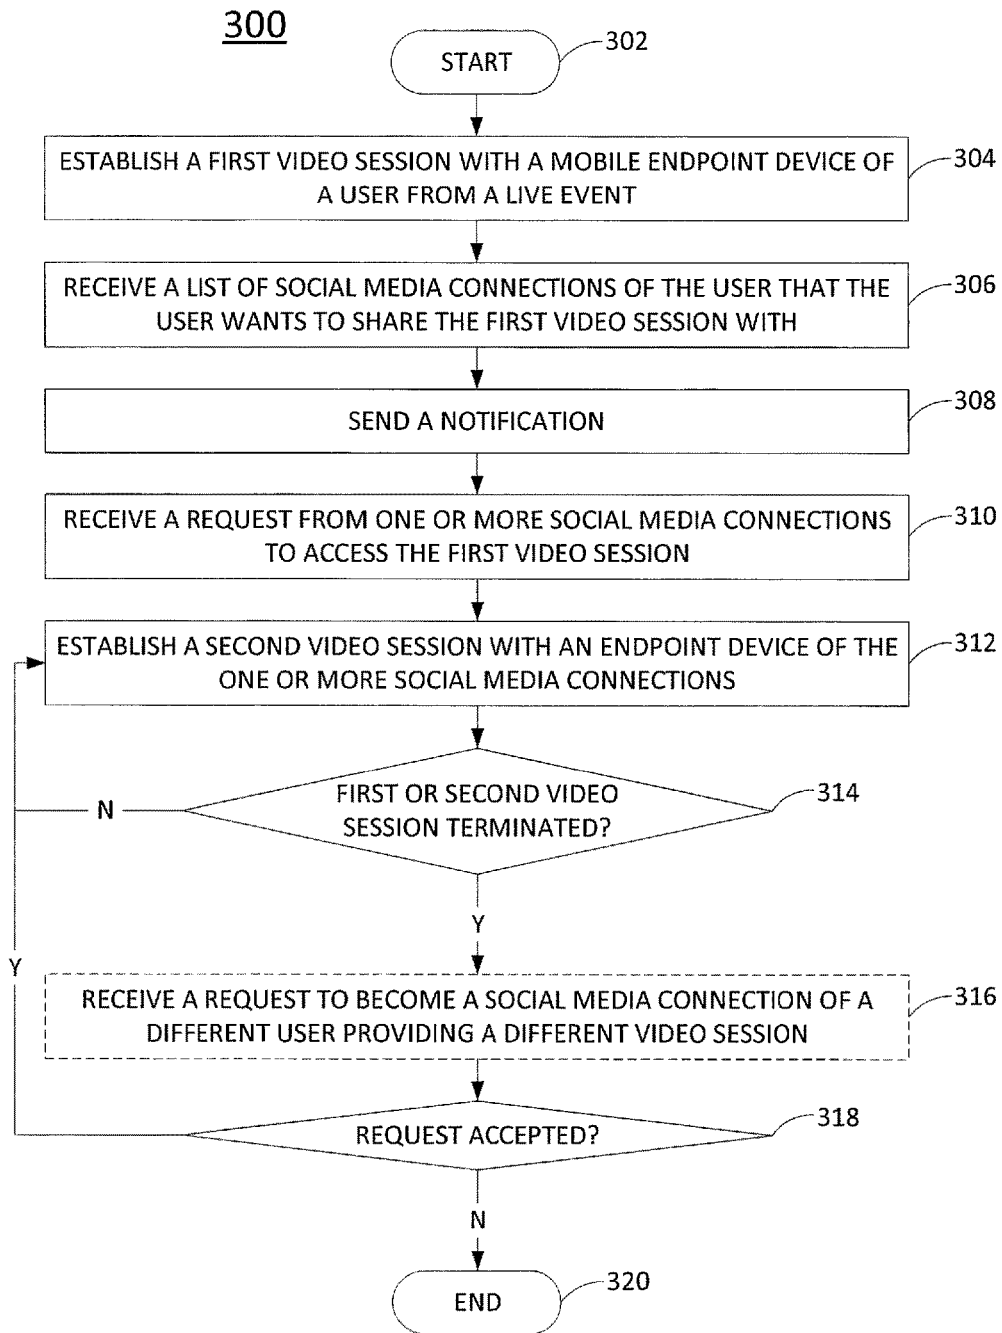 300
START
302
ESTABLISH A FIRST VIDEO SESSION WITH A MOBILE ENDPOINT DEVICE OF
A USER FROM A LIVE EVENT
304
RECEIVE A LIST OF SOCIAL MEDIA CONNECTIONS OF THE USER THAT THE
USER WANTS TO SHARE THE FIRST VIDEO SESSION WITH
306
SEND A NOTIFICATION
308
RECEIVE A REQUEST FROM ONE OR MORE SOCIAL MEDIA CONNECTIONS
TO ACCESS THE FIRST VIDEO SESSION
310
ESTABLISH A SECOND VIDEO SESSION WITH AN ENDPOINT DEVICE OF THE
ONE OR MORE SOCIAL MEDIA CONNECTIONS
312
FIRST OR SECOND VIDEO
SESSION TERMINATED?
314
N
Y
Y
RECEIVE A REQUEST TO BECOME A SOCIAL MEDIA CONNECTION OF A
DIFFERENT USER PROVIDING A DIFFERENT VIDEO SESSION
316
REQUEST ACCEPTED?
318
N
END
320